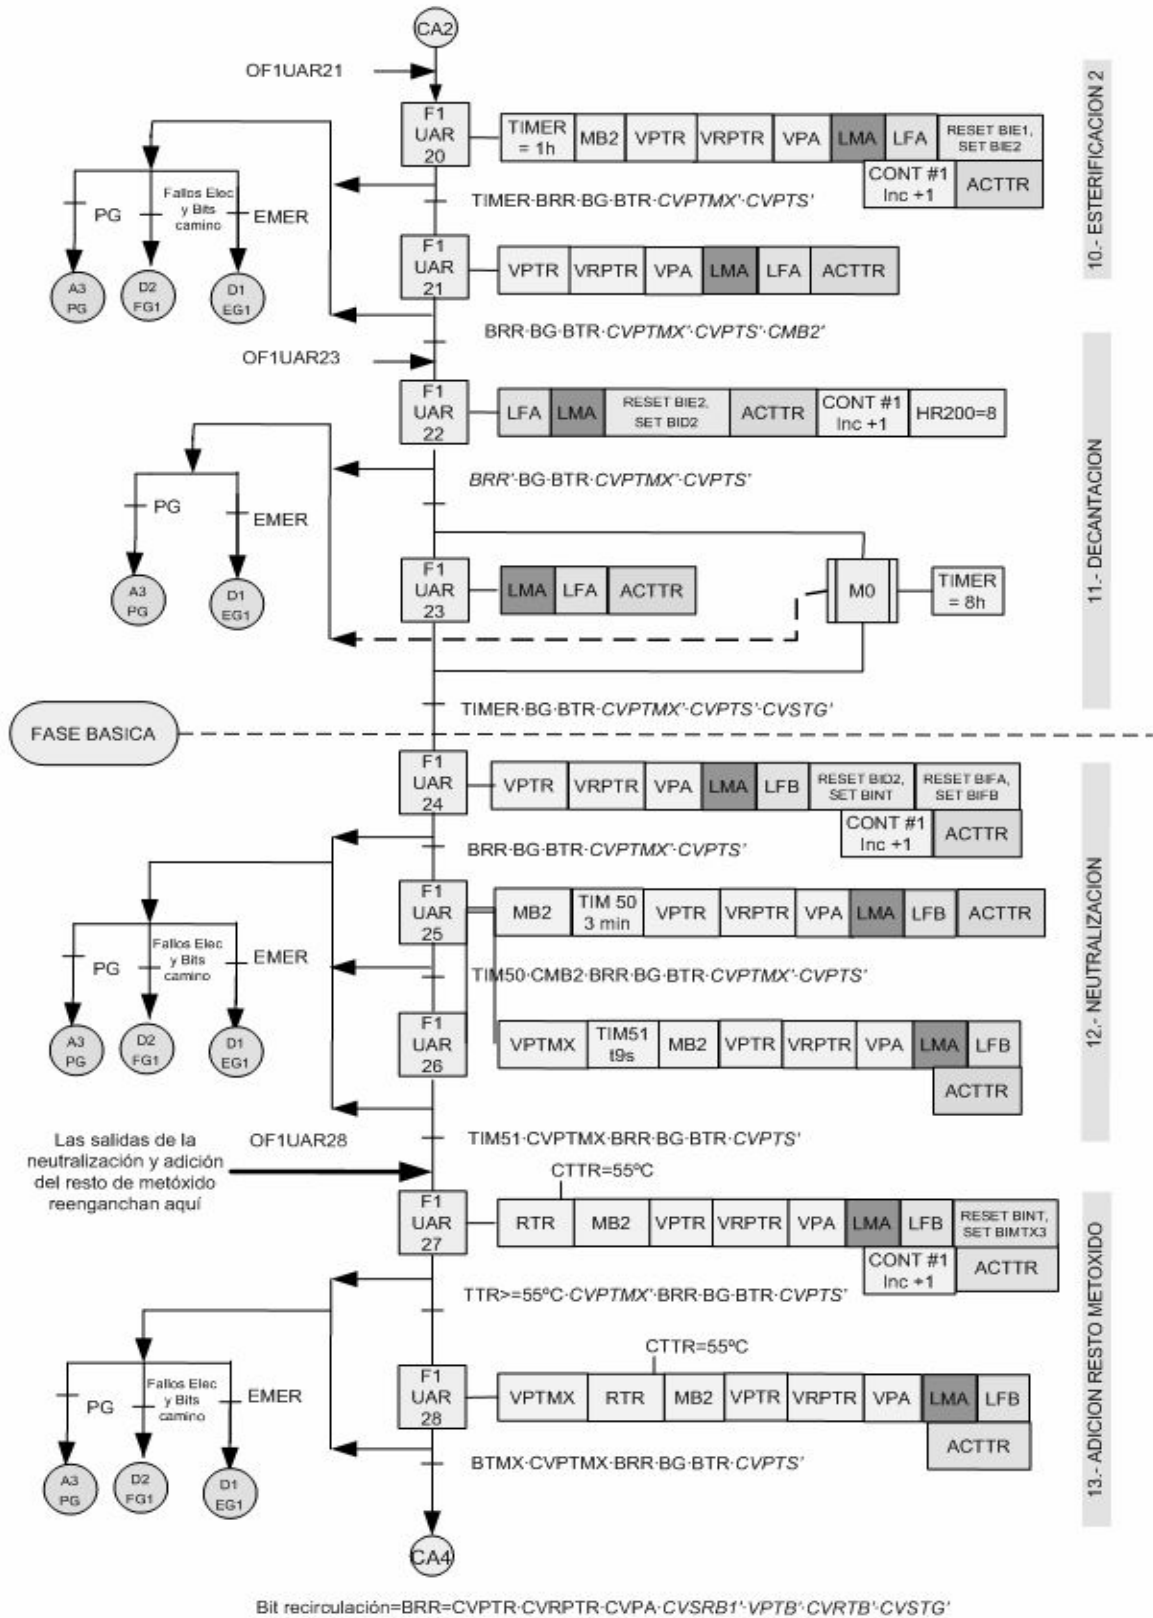 CA2
OF1UAR21
F1
UAR
20
TIMER
= 1h
MB2
VPTR
VRPTR
VPA
LMA
LFA
RESET BIE1,
SET BIE2
CONT #1
Inc +1
ACTTR
TIMER·BRR·BG·BTR·CVPTMX'·CVPTS'
PG
Fallos Elec
y Bits
camino
EMER
A3
PG
D2
FG1
D1
EG1
F1
UAR
21
VPTR
VRPTR
VPA
LMA
LFA
ACTTR
BRR·BG·BTR·CVPTMX'·CVPTS'·CMB2'
10.- ESTERIFICACION 2
OF1UAR23
F1
UAR
22
LFA
LMA
RESET BIE2,
SET BID2
ACTTR
CONT #1
Inc +1
HR200=8
BRR'·BG·BTR·CVPTMX'·CVPTS'
PG
EMER
A3
PG
D1
EG1
F1
UAR
23
LMA
LFA
ACTTR
M0
TIMER
= 8h
TIMER·BG·BTR·CVPTMX'·CVPTS'·CVSTG'
11.- DECANTACION
FASE BASICA
F1
UAR
24
VPTR
VRPTR
VPA
LMA
LFB
RESET BID2,
SET BINT
RESET BIFA,
SET BIFB
CONT #1
Inc +1
ACTTR
BRR·BG·BTR·CVPTMX'·CVPTS'
F1
UAR
25
MB2
TIM 50
3 min
VPTR
VRPTR
VPA
LMA
LFB
ACTTR
PG
Fallos Elec
y Bits
camino
EMER
A3
PG
D2
FG1
D1
EG1
TIM50·CMB2·BRR·BG·BTR·CVPTMX'·CVPTS'
F1
UAR
26
VPTMX
TIM51
t9s
MB2
VPTR
VRPTR
VPA
LMA
LFB
ACTTR
TIM51·CVPTMX·BRR·BG·BTR·CVPTS'
12.- NEUTRALIZACION
Las salidas de la
neutralización y adición
del resto de metóxido
reenganchan aquí
OF1UAR28
CTTR=55ºC
F1
UAR
27
RTR
MB2
VPTR
VRPTR
VPA
LMA
LFB
RESET BINT,
SET BIMTX3
CONT #1
Inc +1
ACTTR
TTR>=55ºC·CVPTMX'·BRR·BG·BTR·CVPTS'
PG
Fallos Elec
y Bits
camino
EMER
A3
PG
D2
FG1
D1
EG1
CTTR=55ºC
F1
UAR
28
VPTMX
RTR
MB2
VPTR
VRPTR
VPA
LMA
LFB
ACTTR
BTMX·CVPTMX·BRR·BG·BTR·CVPTS'
13.- ADICION RESTO METOXIDO
CA4
Bit recirculación=BRR=CVPTR·CVRPTR·CVPA·CVSRB1'·VPTB'·CVRTB'·CVSTG'